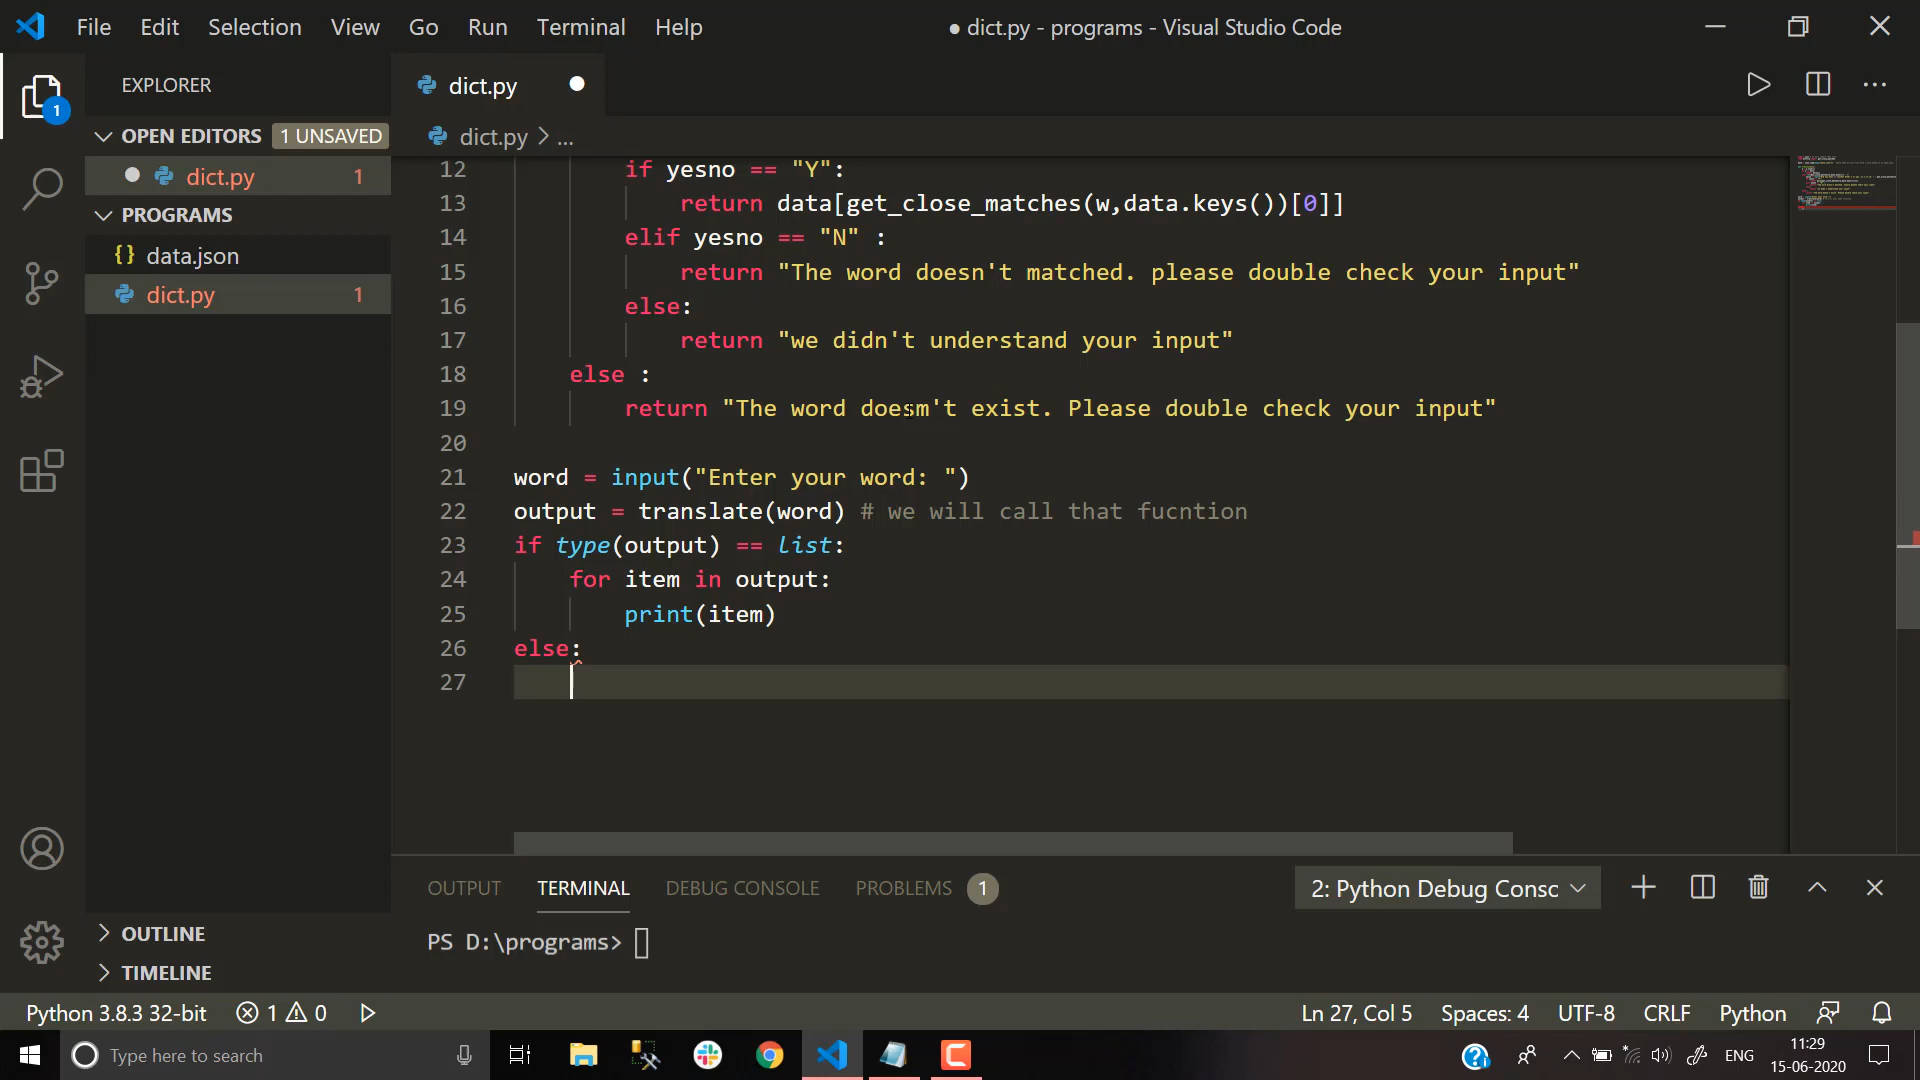 File Edit Selection View Go Run Terminal Help ● dict.py - programs - Visual Studio Code
EXPLORER
dict.py
OPEN EDITORS 1 UNSAVED
dict.py > ...
dict.py 1
PROGRAMS
{} data.json
dict.py 1
12 if yesno == "Y":
13 return data[get_close_matches(w,data.keys())[0]]
14 elif yesno == "N" :
15 return "The word doesn't matched. please double check your input"
16 else:
17 return "we didn't understand your input"
18 else :
19 return "The word doesm't exist. Please double check your input"
20
21 word = input("Enter your word: ")
22 output = translate(word) # we will call that fucntion
23 if type(output) == list:
24 for item in output:
25 print(item)
26 else:
27
OUTPUT TERMINAL DEBUG CONSOLE PROBLEMS 1 2: Python Debug Consc
PS D:\programs>
OUTLINE
TIMELINE
Python 3.8.3 32-bit 1 0 Ln 27, Col 5 Spaces: 4 UTF-8 CRLF Python
Type here to search ENG 11:29
15-06-2020
1